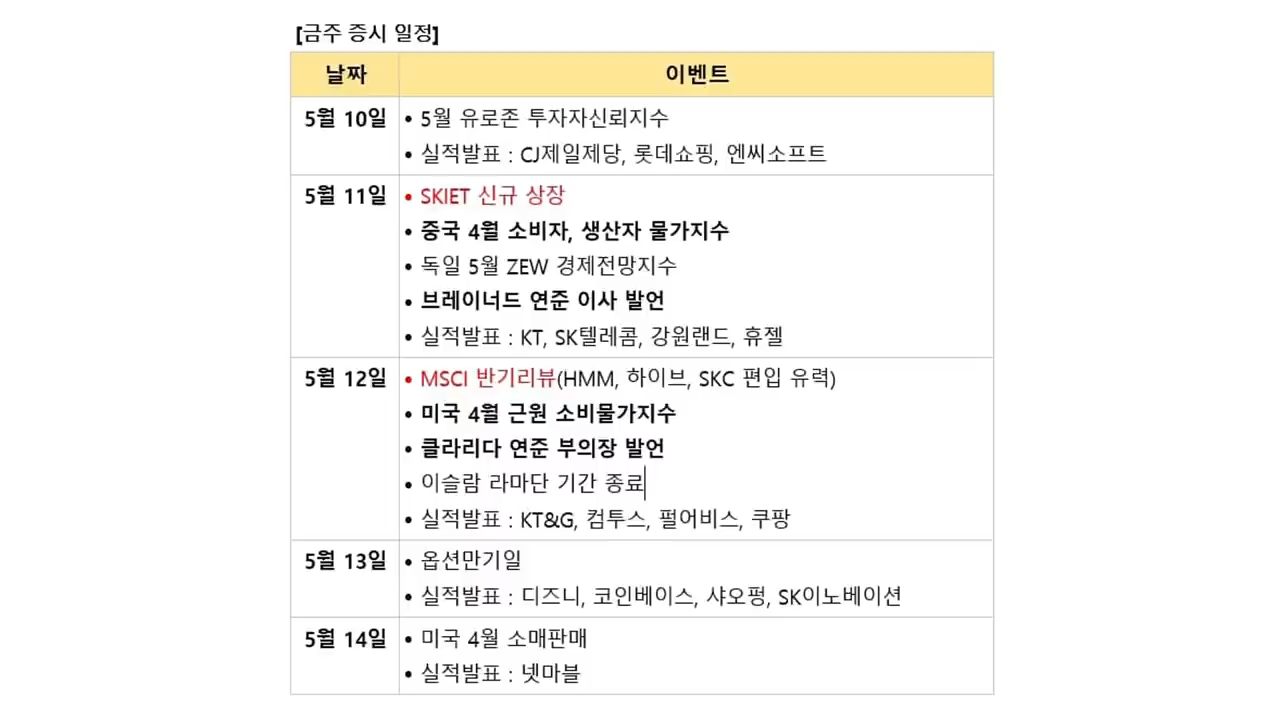 [금주 증시 일정]
날짜 이벤트
5월 10일 • 5월 유로존 투자자신뢰지수
• 실적발표 : CJ제일제당, 롯데쇼핑, 엔씨소프트
5월 11일 • SKIET 신규 상장
• 중국 4월 소비자, 생산자 물가지수
• 독일 5월 ZEW 경제전망지수
• 브레이너드 연준 이사 발언
• 실적발표 : KT, SK텔레콤, 강원랜드, 휴젤
5월 12일 • MSCI 반기리뷰(HMM, 하이브, SKC 편입 유력)
• 미국 4월 근원 소비물가지수
• 클라리다 연준 부의장 발언
• 이슬람 라마단 기간 종료
• 실적발표 : KT&G, 컴투스, 펄어비스, 쿠팡
5월 13일 • 옵션만기일
• 실적발표 : 디즈니, 코인베이스, 샤오펑, SK이노베이션
5월 14일 • 미국 4월 소매판매
• 실적발표 : 넷마블